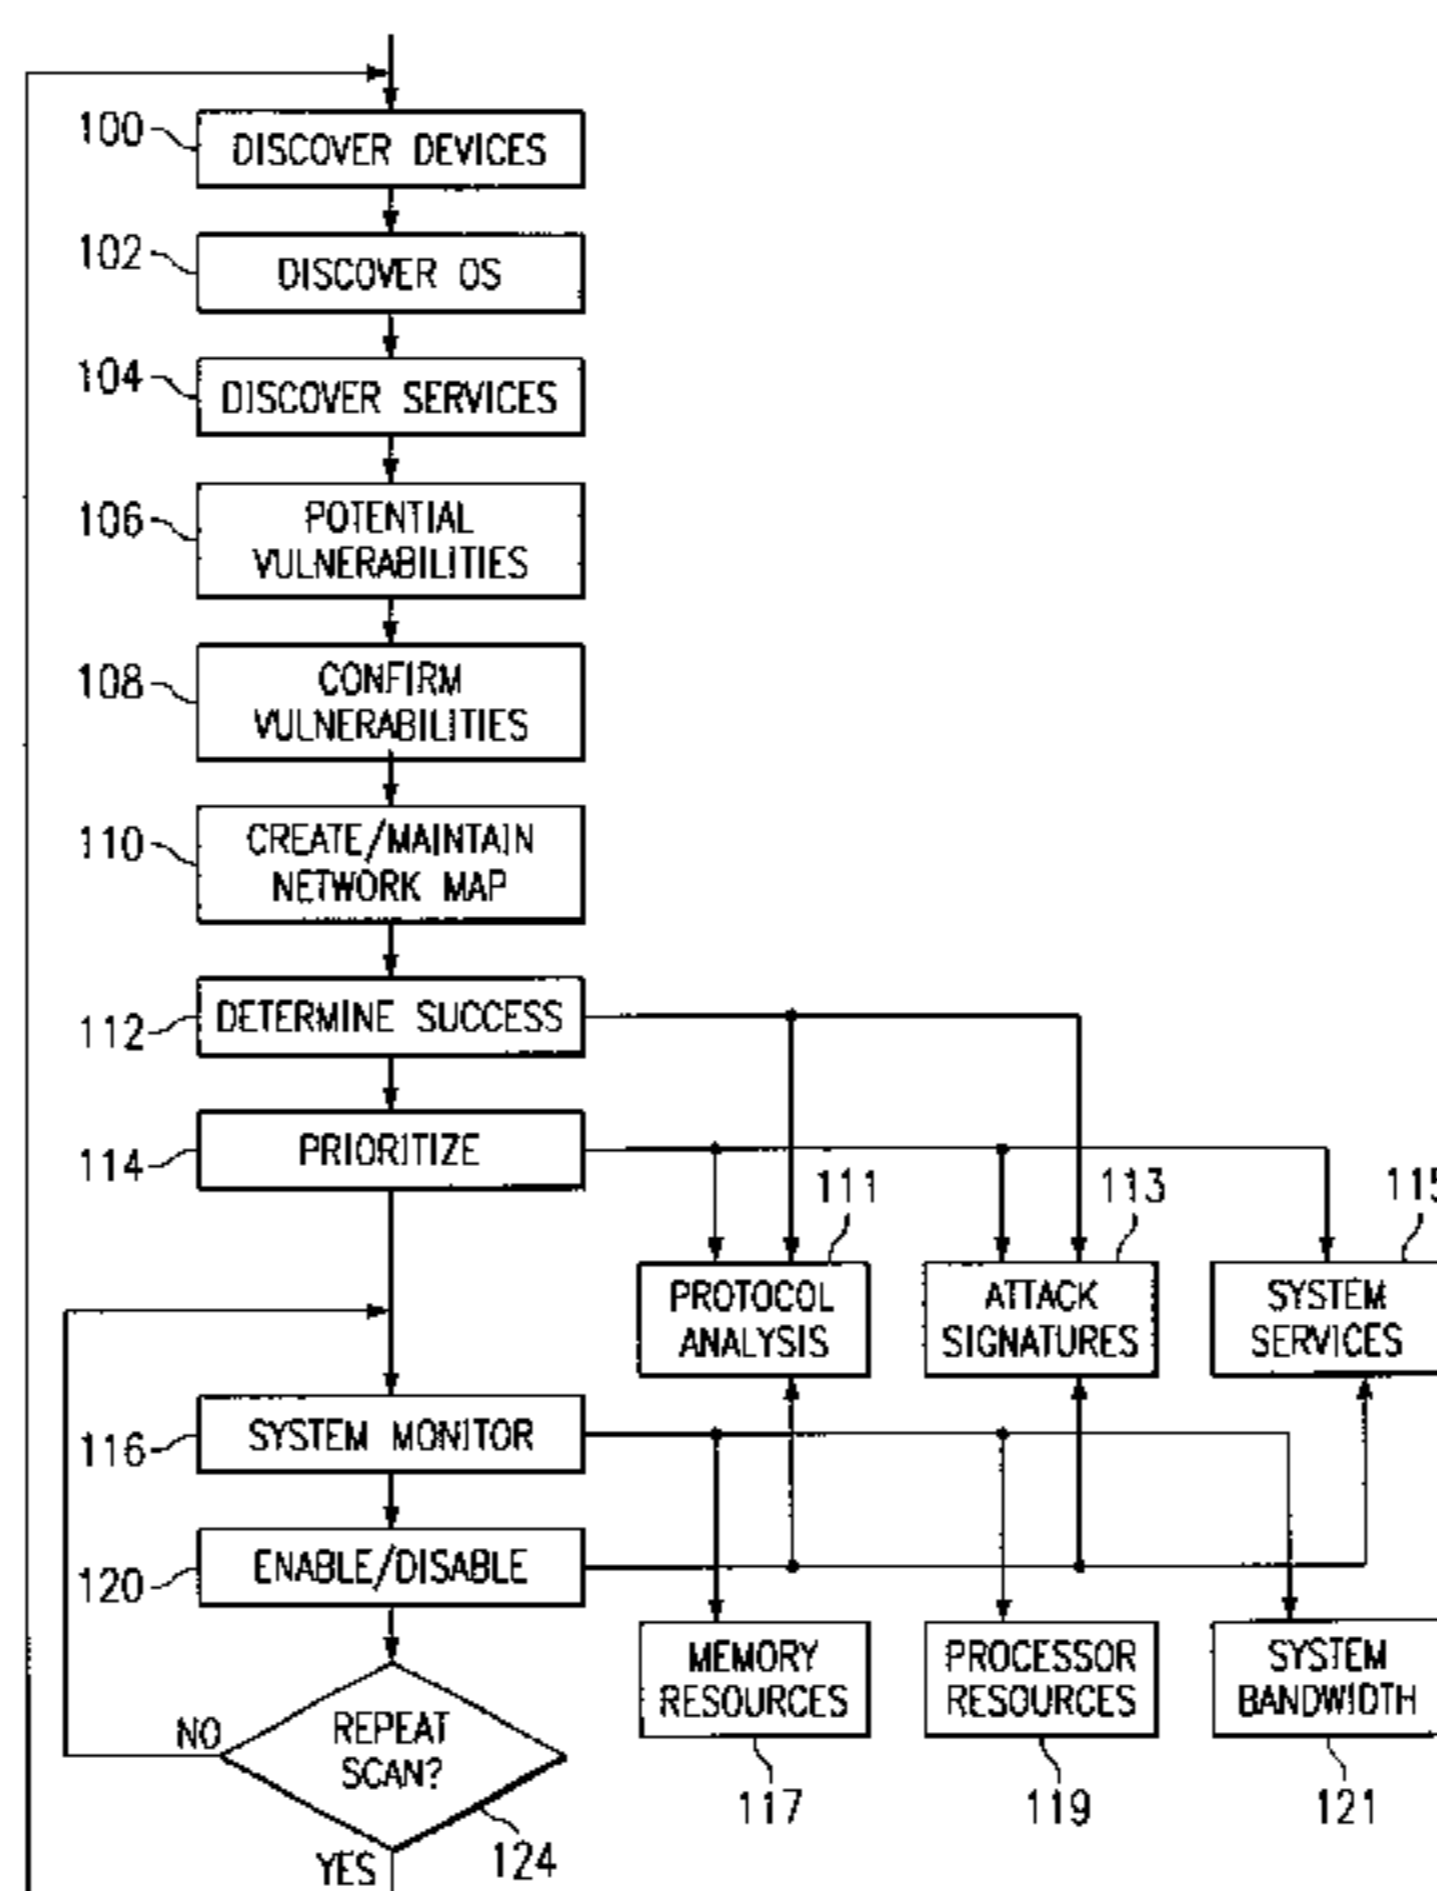 100
DISCOVER DEVICES
102
DISCOVER OS
104
DISCOVER SERVICES
106
POTENTIAL
VULNERABILITIES
108
CONFIRM
VULNERABILITIES
110
CREATE/MAINTAIN
NETWORK MAP
112
DETERMINE SUCCESS
114
PRIORITIZE
111
113
115
PROTOCOL
ANALYSIS
ATTACK
SIGNATURES
SYSTEM
SERVICES
116
SYSTEM MONITOR
120
ENABLE/DISABLE
MEMORY
RESOURCES
PROCESSOR
RESOURCES
SYSTEM
BANDWIDTH
117
119
121
NO
REPEAT
SCAN?
124
YES